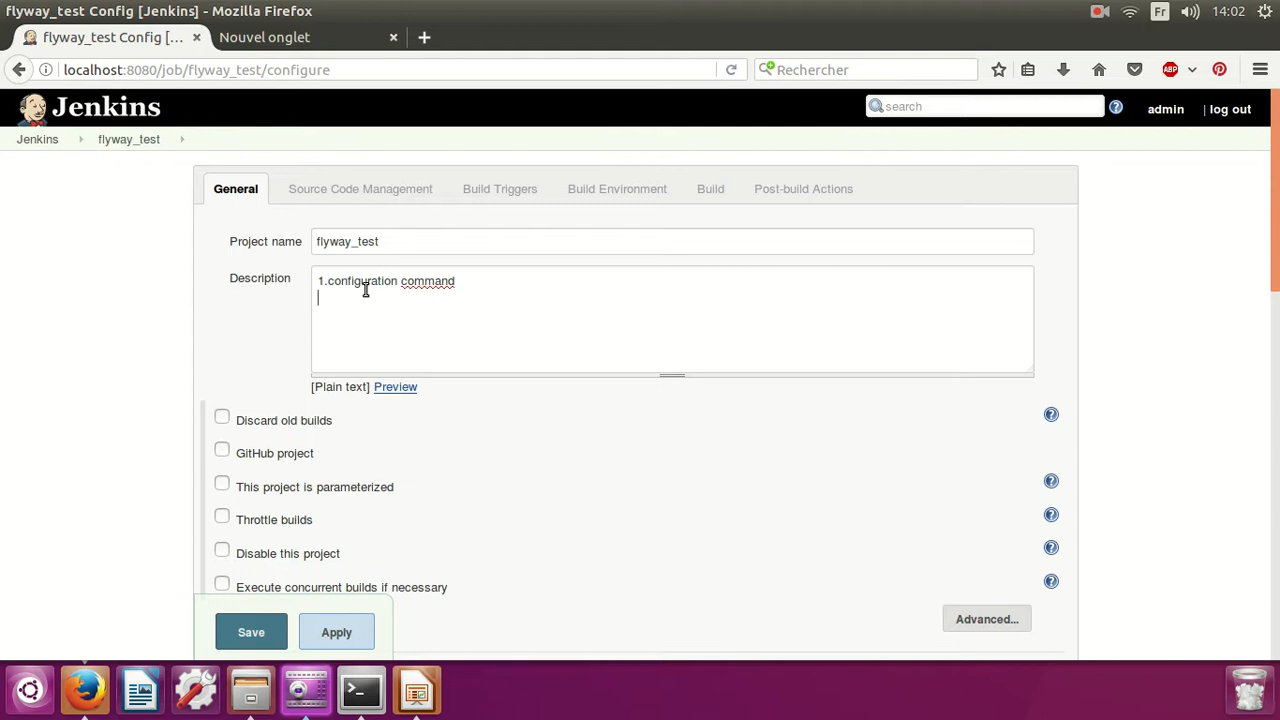 flyway_test Config [Jenkins] - Mozilla Firefox
Fr
14:02
flyway_test Config [...
Nouvel onglet
localhost:8080/job/flyway_test/configure
Rechercher
ABP
Jenkins
search
admin
| log out
Jenkins
flyway_test
General
Source Code Management
Build Triggers
Build Environment
Build
Post-build Actions
Project name
flyway_test
Description
1.configuration command
[Plain text] Preview
Discard old builds
GitHub project
This project is parameterized
Throttle builds
Disable this project
Execute concurrent builds if necessary
Advanced...
Save
Apply